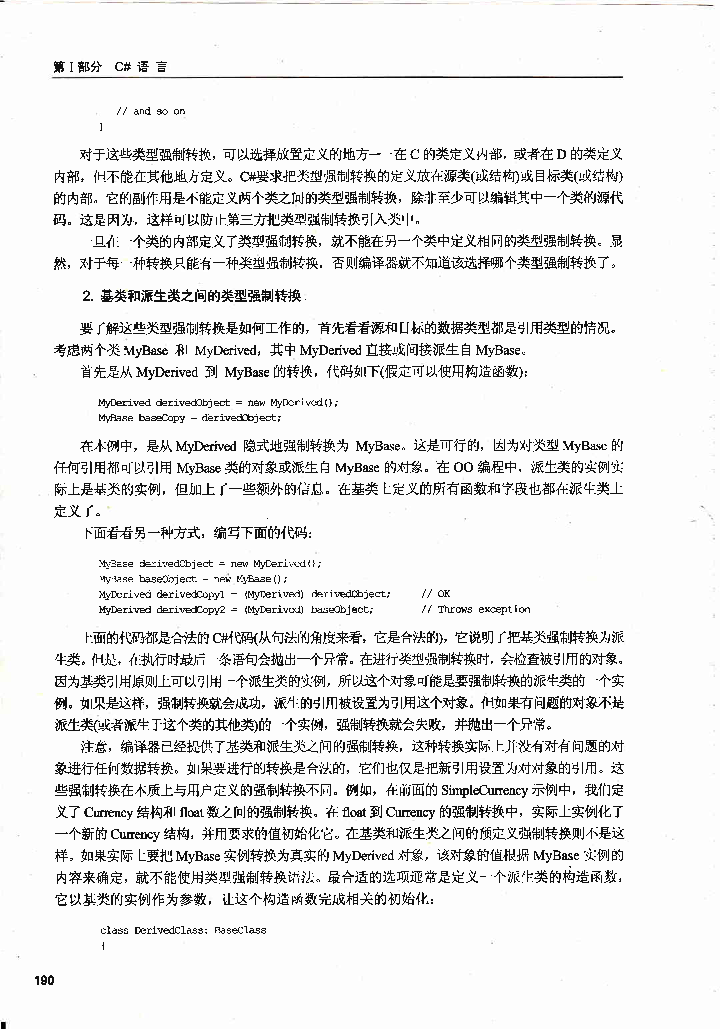 第 I 部分 C# 语 言
// and so on
}
对于这些类型强制转换，可以选择放置定义的地方——在 C 的类定义内部，或者在 D 的类定义
内部，但不能在其他地方定义。C#要求把类型强制转换的定义放在源类(或结构)或目标类(或结构)
的内部。它的副作用是不能定义两个类之间的类型强制转换，除非至少可以编辑其中一个类的源代
码。这是因为，这样可以防止第三方把类型强制转换引入类中。
一旦在一个类的内部定义了类型强制转换，就不能在另一个类中定义相同的类型强制转换。显
然，对于每一种转换只能有一种类型强制转换，否则编译器就不知道该选择哪个类型强制转换了。
2. 基类和派生类之间的类型强制转换
要了解这些类型强制转换是如何工作的，首先看看源和目标的数据类型都是引用类型的情况。
考虑两个类 MyBase 和 MyDerived，其中 MyDerived 直接或间接派生自 MyBase。
首先是从 MyDerived 到 MyBase 的转换，代码如下(假定可以使用构造函数)：
MyDerived derivedObject = new MyDerived();
MyBase baseCopy = derivedObject;
在本例中，是从 MyDerived 隐式地强制转换为 MyBase。这是可行的，因为对类型 MyBase 的
任何引用都可以引用 MyBase 类的对象或派生自 MyBase 的对象。在 OO 编程中，派生类的实例实
际上是基类的实例，但加上了一些额外的信息。在基类上定义的所有函数和字段也都在派生类上
定义了。
下面看看另一种方式，编写下面的代码：
MyBase derivedObject = new MyDerived();
MyBase baseObject = new MyBase();
MyDerived derivedCopy1 = (MyDerived) derivedObject; // OK
MyDerived derivedCopy2 = (MyDerived) baseObject; // Throws exception
上面的代码都是合法的 C#代码(从句法的角度来看，它是合法的)，它说明了把基类强制转换为派
生类。但是，在执行时最后一条语句会抛出一个异常。在进行类型强制转换时，会检查被引用的对象。
因为基类引用原则上可以引用一个派生类的实例，所以这个对象可能是要强制转换的派生类的一个实
例。如果是这样，强制转换就会成功，派生的引用被设置为引用这个对象。但如果有问题的对象不是
派生类(或者派生于这个类的其他类)的一个实例，强制转换就会失败，并抛出一个异常。
注意，编译器已经提供了基类和派生类之间的强制转换，这种转换实际上并没有对有问题的对
象进行任何数据转换。如果要进行的转换是合法的，它们也仅是把新引用设置为对对象的引用。这
些强制转换在本质上与用户定义的强制转换不同。例如，在前面的 SimpleCurrency 示例中，我们定
义了 Currency 结构和 float 数之间的强制转换。在 float 到 Currency 的强制转换中，实际上实例化了
一个新的 Currency 结构，并用要求的值初始化它。在基类和派生类之间的预定义强制转换则不是这
样。如果实际上要把 MyBase 实例转换为真实的 MyDerived 对象，该对象的值根据 MyBase 实例的
内容来确定，就不能使用类型强制转换语法。最合适的选项通常是定义一个派生类的构造函数，
它以基类的实例作为参数，让这个构造函数完成相关的初始化：
class DerivedClass: BaseClass
{
190